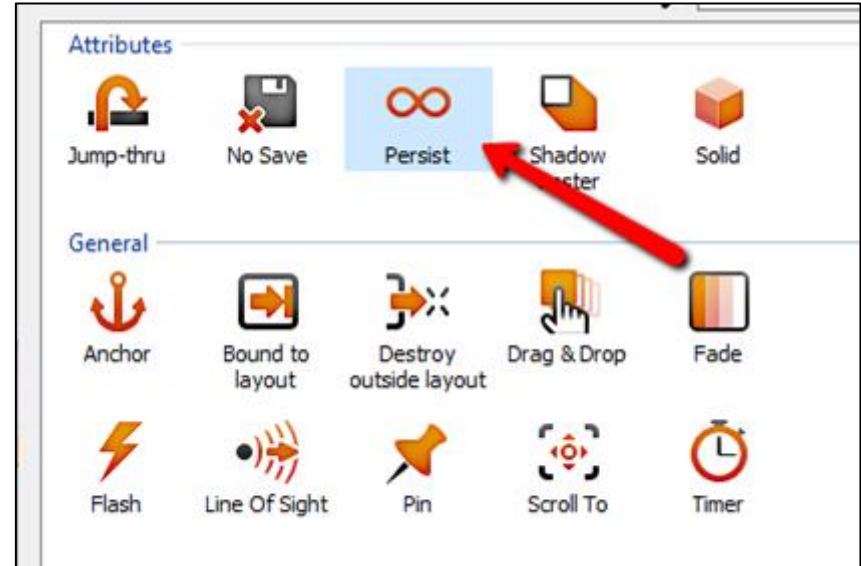 Attributes
Jump-thru No Save Persist Shadow Solid
General
Anchor Bound to layout Destroy outside layout Drag & Drop Fade
Flash Line Of Sight Pin Scroll To Timer